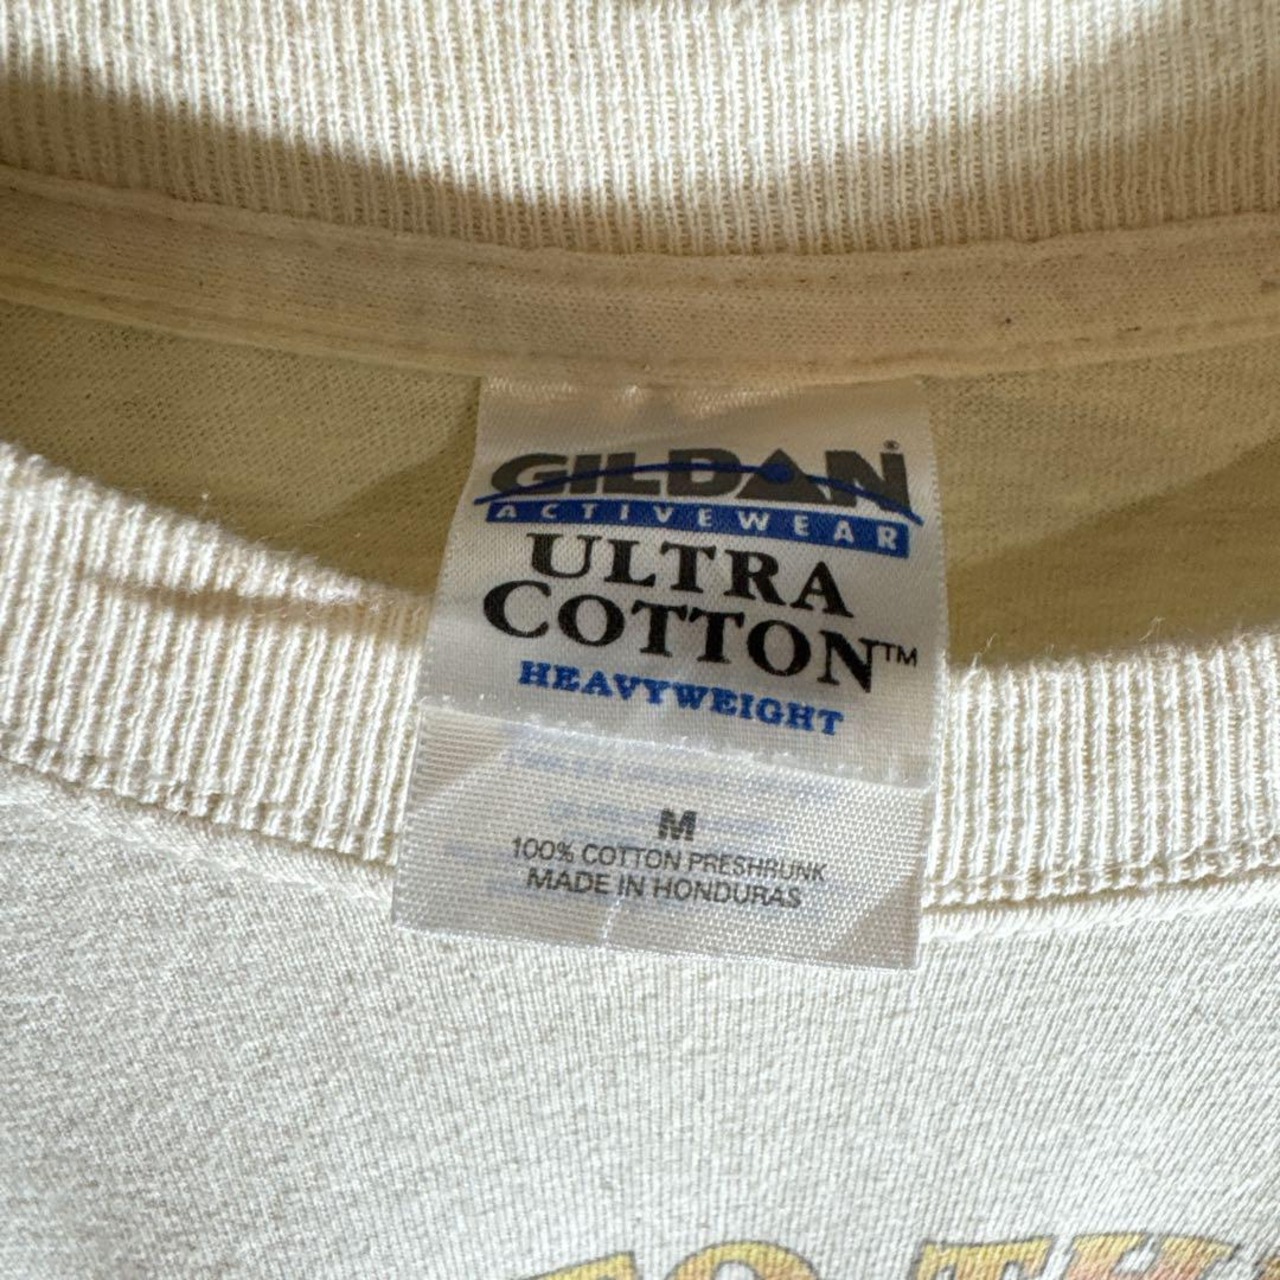 GILDAN®
ACTIVEWEAR
ULTRA
COTTON™
HEAVYWEIGHT
M
100% COTTON PRESHRUNK
MADE IN HONDURAS